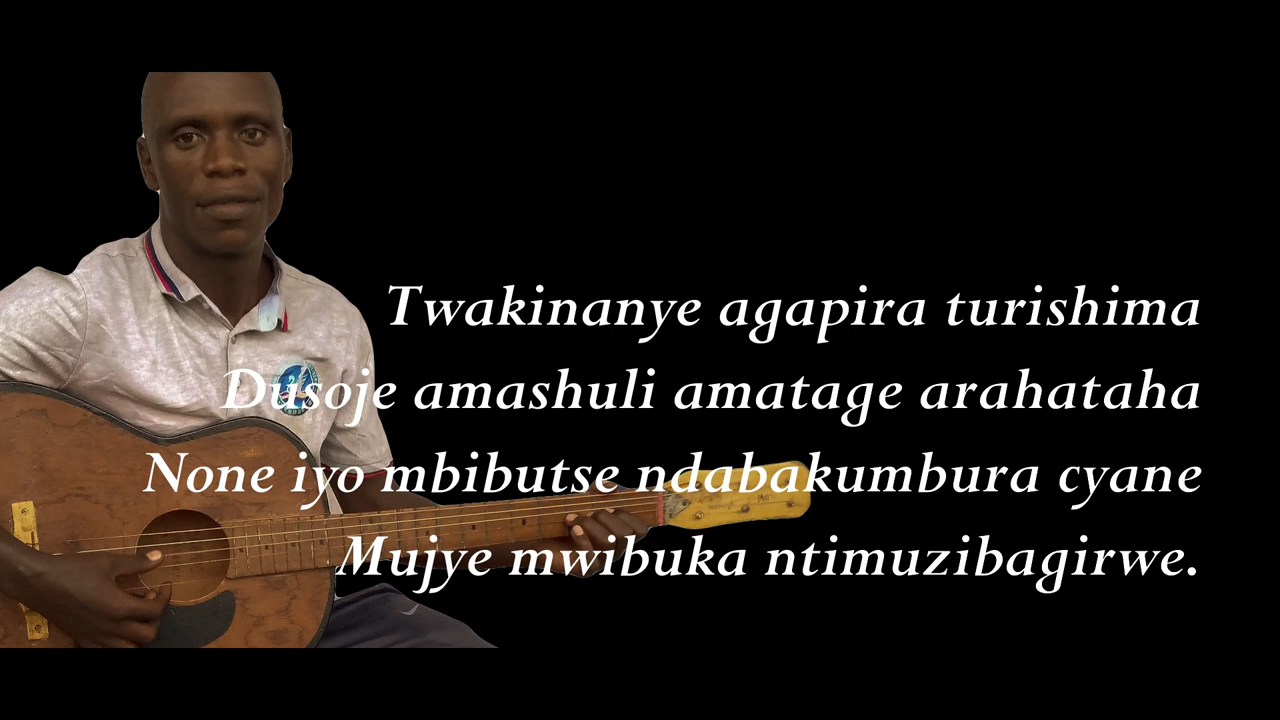 Twakinanye agapira turishima
Dusoje amashuli amatage arahataha
None iyo mbibutse ndabakumbura cyane
Mujye mwibuka ntimuzibagirwe.